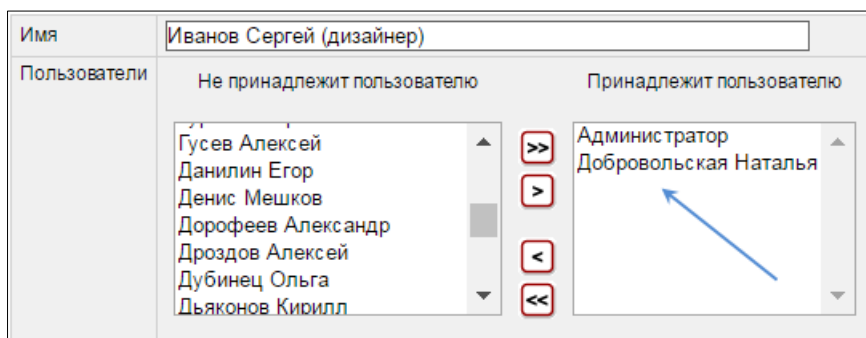 Имя
Иванов Сергей (дизайнер)
Пользователи
Не принадлежит пользователю
Принадлежит пользователю
Гусев Алексей
Данилин Егор
Денис Мешков
Дорофеев Александр
Дроздов Алексей
Дубинец Ольга
Дьяконов Кирилл
>>
>
<
<<
Администратор
Добровольская Наталья